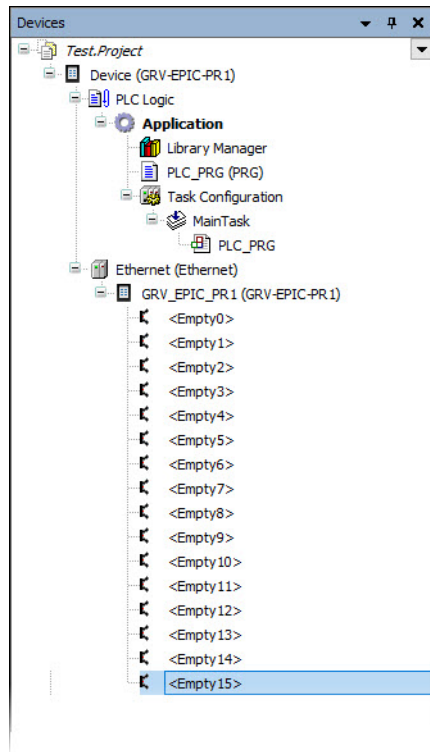 Devices
Test.Project
Device (GRV-EPIC-PR1)
PLC Logic
Application
Library Manager
PLC_PRG (PRG)
Task Configuration
MainTask
PLC_PRG
Ethernet (Ethernet)
GRV_EPIC_PR1 (GRV-EPIC-PR1)
<Empty0>
<Empty1>
<Empty2>
<Empty3>
<Empty4>
<Empty5>
<Empty6>
<Empty7>
<Empty8>
<Empty9>
<Empty10>
<Empty11>
<Empty12>
<Empty13>
<Empty14>
<Empty15>